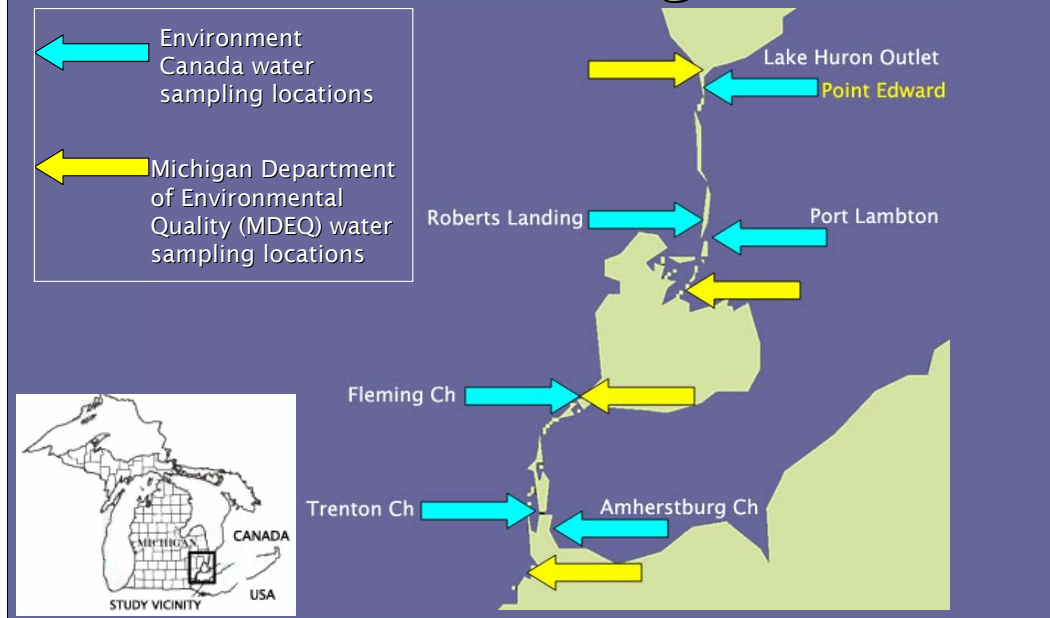 Environment
Canada water
sampling locations
Michigan Department
of Environmental
Quality (MDEQ) water
sampling locations
Lake Huron Outlet
Point Edward
Roberts Landing
Port Lambton
Fleming Ch
Trenton Ch
Amherstburg Ch
MICHIGAN
CANADA
USA
STUDY VICINITY